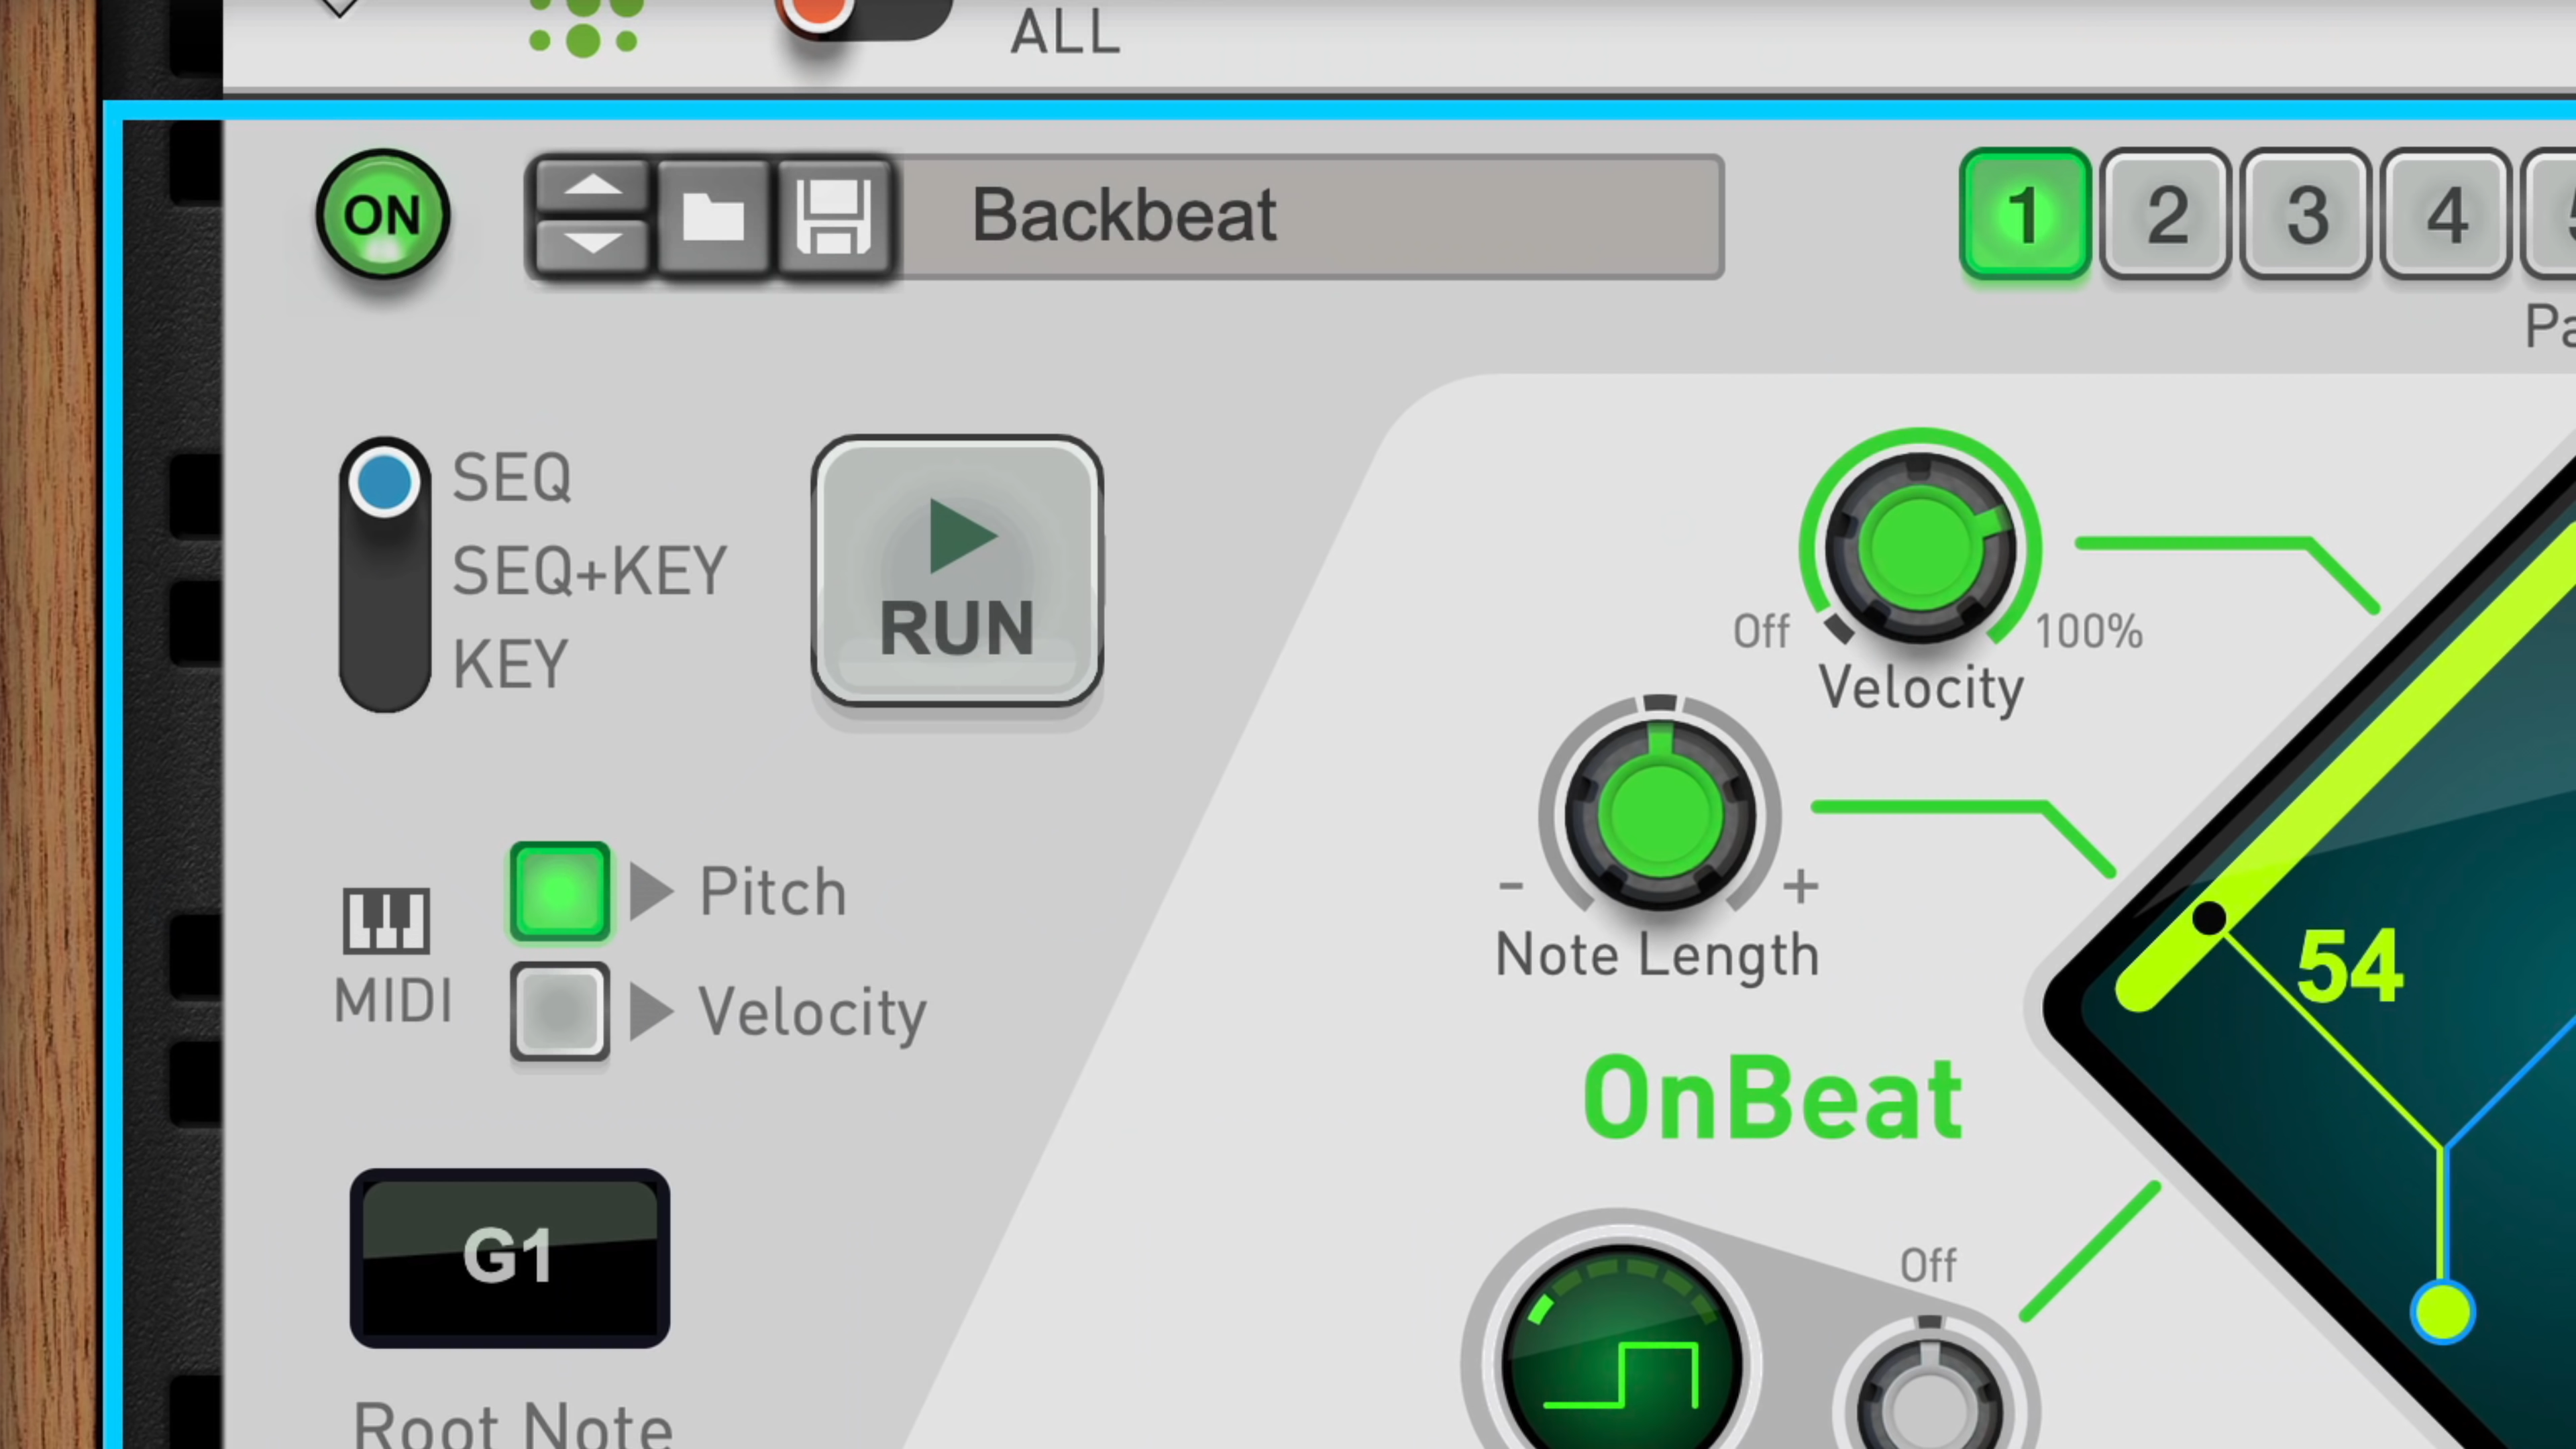 ALL
ON
Backbeat
1 2 3 4
SEQ
SEQ+KEY
KEY
RUN
Off
100%
Velocity
- +
Note Length
MIDI
Pitch
Velocity
54
OnBeat
G1
Off
Root Note